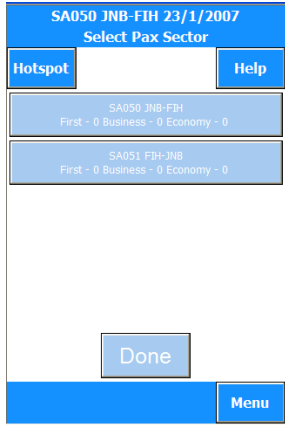 SA050 JNB-FIH 23/1/2007
Select Pax Sector
Hotspot
Help
SA050 JNB-FIH
First - 0 Business - 0 Economy - 0
SA051 FIH-JNB
First - 0 Business - 0 Economy - 0
Done
Menu